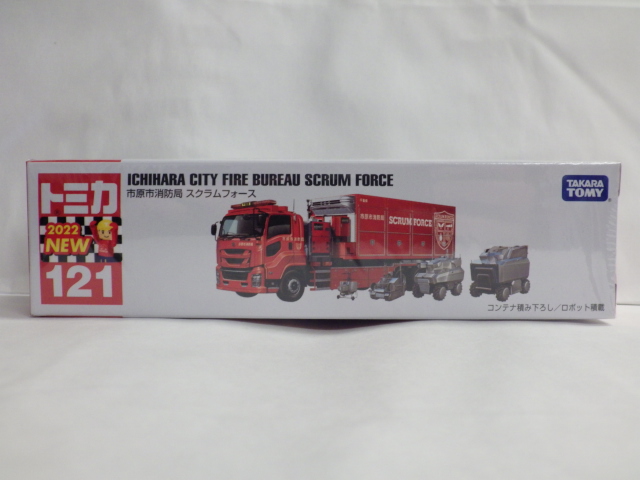 トミカ
2022
NEW
121
ICHIHARA CITY FIRE BUREAU SCRUM FORCE
市原市消防局 スクラムフォース
SCRUM FORCE
TAKARA
TOMY
コンテナ積み下ろし/ロボット積載